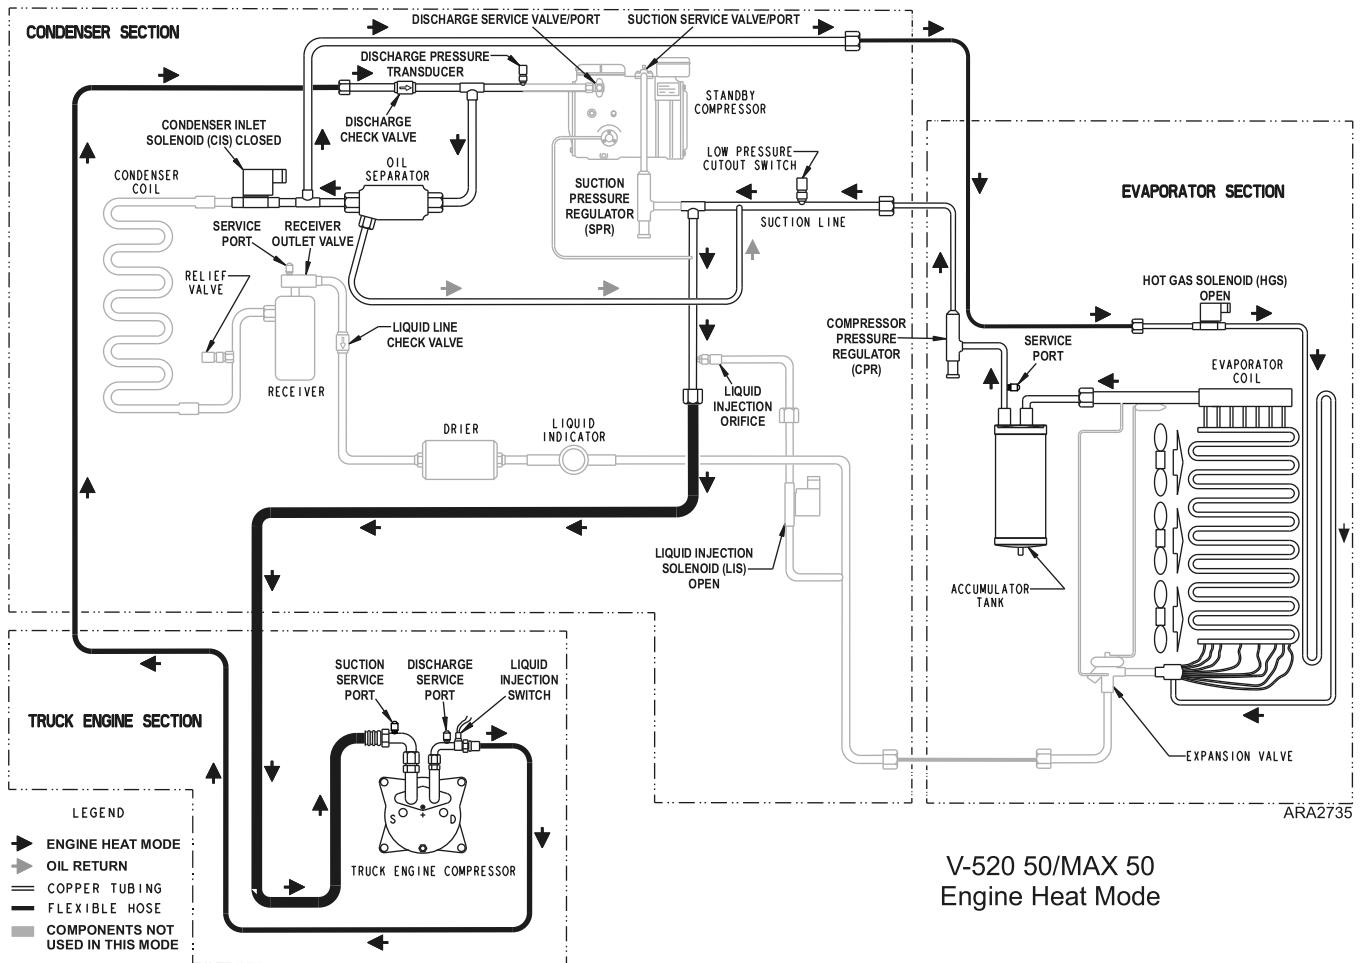 CONDENSER SECTION
DISCHARGE SERVICE VALVE/PORT
SUCTION SERVICE VALVE/PORT
DISCHARGE PRESSURE
TRANSDUCER
STANDBY
COMPRESSOR
DISCHARGE
CHECK VALVE
CONDENSER INLET
SOLENOID (CIS) CLOSED
OIL
SEPARATOR
LOW PRESSURE
CUTOUT SWITCH
CONDENSER
COIL
SUCTION
PRESSURE
REGULATOR
(SPR)
EVAPORATOR SECTION
SERVICE
PORT
RECEIVER
OUTLET VALVE
SUCTION LINE
RELIEF
VALVE
HOT GAS SOLENOID (HGS)
OPEN
LIQUID LINE
CHECK VALVE
COMPRESSOR
PRESSURE
REGULATOR
(CPR)
SERVICE
PORT
EVAPORATOR
COIL
RECEIVER
LIQUID
INJECTION
ORIFICE
DRIER
LIQUID
INDICATOR
LIQUID INJECTION
SOLENOID (LIS)
OPEN
ACCUMULATOR
TANK
SUCTION
SERVICE
PORT
DISCHARGE
SERVICE
PORT
LIQUID
INJECTION
SWITCH
TRUCK ENGINE SECTION
EXPANSION VALVE
S
D
TRUCK ENGINE COMPRESSOR
LEGEND
ENGINE HEAT MODE
OIL RETURN
COPPER TUBING
FLEXIBLE HOSE
COMPONENTS NOT
USED IN THIS MODE
ARA2735
V-520 50/MAX 50
Engine Heat Mode